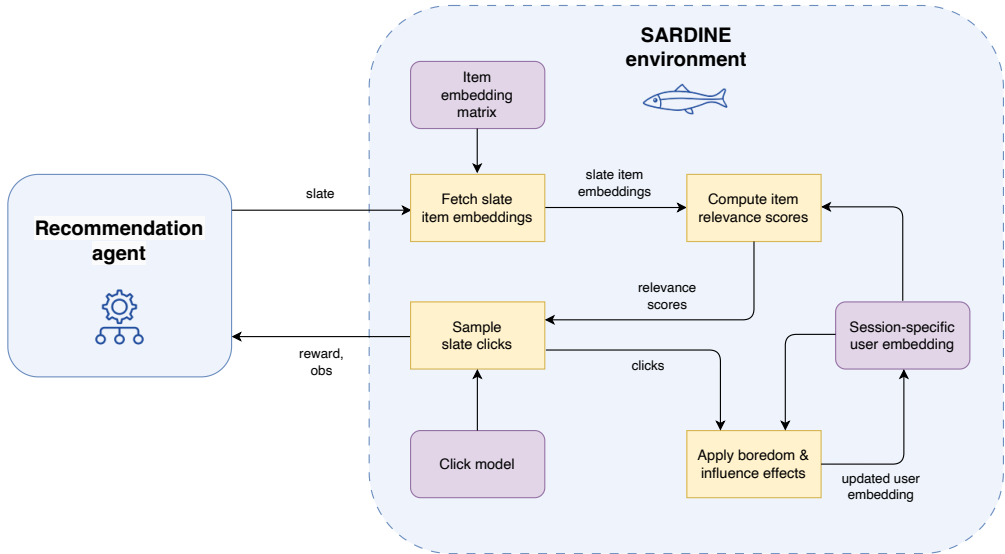 SARDINE
environment
Item
embedding
matrix
slate
Fetch slate
item embeddings
slate item
embeddings
Compute item
relevance scores
Recommendation
agent
relevance
scores
Sample
slate clicks
Session-specific
user embedding
reward,
obs
clicks
Click model
Apply boredom &
influence effects
updated user
embedding